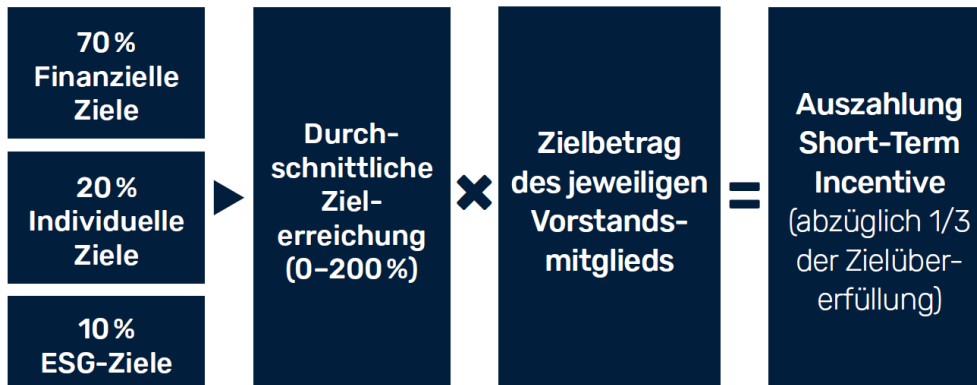 70 %
Finanzielle
Ziele
20 %
Individuelle
Ziele
10 %
ESG-Ziele
Durch-
schnittliche
Ziel-
erreichung
(0–200 %)
Zielbetrag
des jeweiligen
Vorstands-
mitglieds
=
Auszahlung
Short-Term
Incentive
(abzüglich 1/3
der Zielüber-
erfüllung)